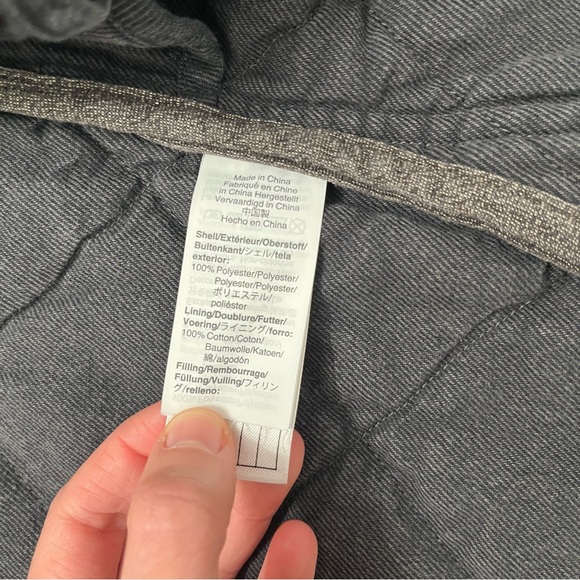 Made in China
Fabriqué en Chine
in China Hergestellt
Vervaardigd in China
中国製
Hecho en China
Shell/Extérieur/Oberstoff/
Buitenkant/シェル/tela
exterior:
100% Polyester/Polyester/
Polyester/Polyester/
ポリエステル/
poliéster
Lining/Doublure/Futter/
Voering/ライニング/forro:
100% Cotton/Coton/
Baumwolle/Katoen/
綿/algodón
Filling/Rembourrage/
Füllung/Vulling/フィリン
グ/relleno: